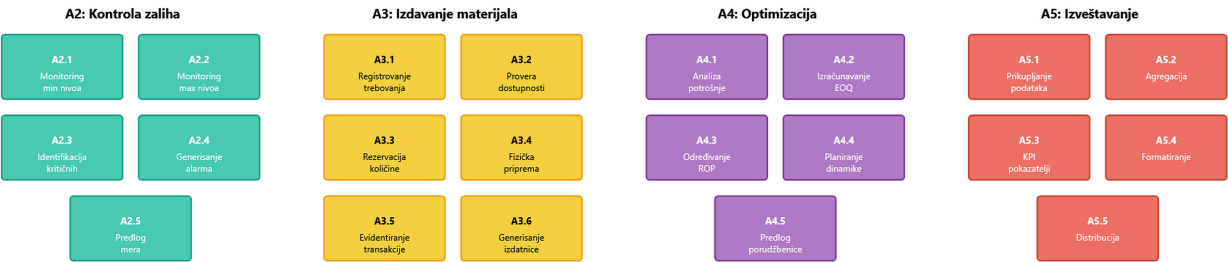 A2: Kontrola zaliha
A2.1
Monitoring
min nivoa
A2.2
Monitoring
max nivoa
A2.3
Identifikacija
kritičnih
A2.4
Generisanje
alarma
A2.5
Predlog
mera
A3: Izdavanje materijala
A3.1
Registrovanje
trebovanja
A3.2
Provera
dostupnosti
A3.3
Rezervacija
količine
A3.4
Fizička
priprema
A3.5
Evidentiranje
transakcije
A3.6
Generisanje
izdatnice
A4: Optimizacija
A4.1
Analiza
potrošnje
A4.2
Izračunavanje
EOQ
A4.3
Određivanje
ROP
A4.4
Planiranje
dinamike
A4.5
Predlog
porudžbenice
A5: Izveštavanje
A5.1
Prikupljanje
podataka
A5.2
Agregacija
A5.3
KPI
pokazatelji
A5.4
Formatiranje
A5.5
Distribucija